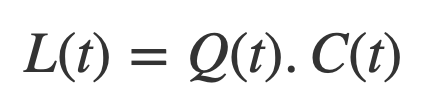 L(t) = Q(t). C(t)